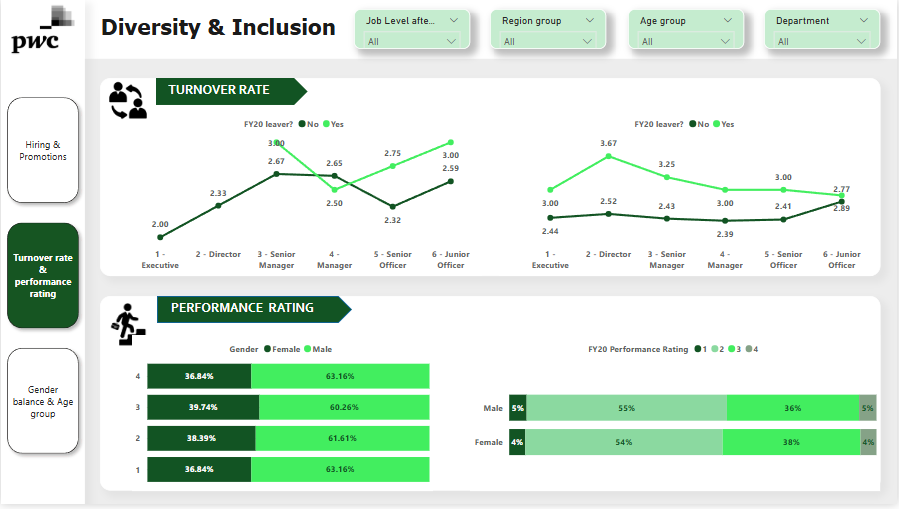 pwc
Diversity & Inclusion
Job Level afte...
All
Region group
All
Age group
All
Department
All
Hiring &
Promotions
Turnover rate
&
performance
rating
Gender
balance & Age
group
TURNOVER RATE
FY20 leaver? No Yes
3.00
2.67
2.65
2.75
3.00
2.59
2.33
2.50
2.32
2.00
1 -
Executive
2 - Director
3 - Senior
Manager
4 -
Manager
5 - Senior
Officer
6 - Junior
Officer
FY20 leaver? No Yes
3.67
3.25
3.00
2.77
3.00
2.52
2.43
3.00
2.41
2.89
2.44
2.39
1 -
Executive
2 - Director
3 - Senior
Manager
4 -
Manager
5 - Senior
Officer
6 - Junior
Officer
PERFORMANCE RATING
Gender Female Male
4 36.84% 63.16%
3 39.74% 60.26%
2 38.39% 61.61%
1 36.84% 63.16%
FY20 Performance Rating 1 2 3 4
Male 5% 55% 36% 5%
Female 4% 54% 38% 4%